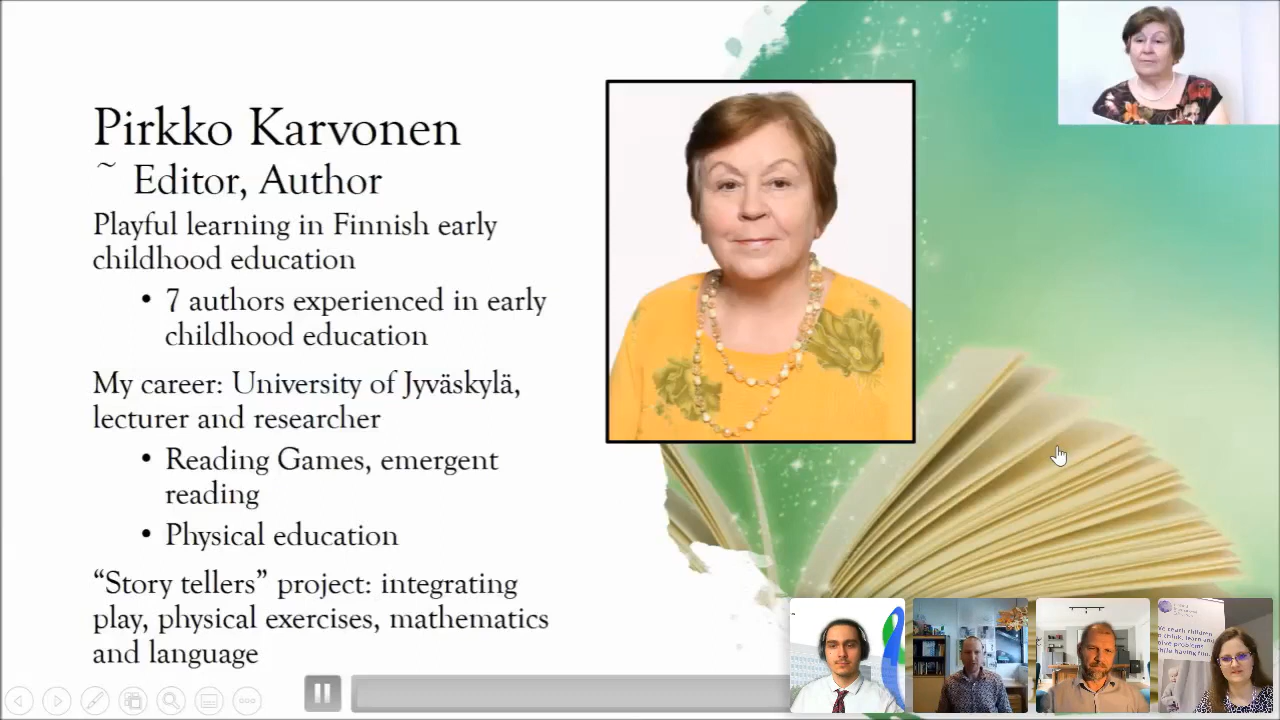 Pirkko Karvonen
~ Editor, Author
Playful learning in Finnish early
childhood education
• 7 authors experienced in early
childhood education
My career: University of Jyväskylä,
lecturer and researcher
• Reading Games, emergent
reading
• Physical education
“Story tellers” project: integrating
play, physical exercises, mathematics
and language